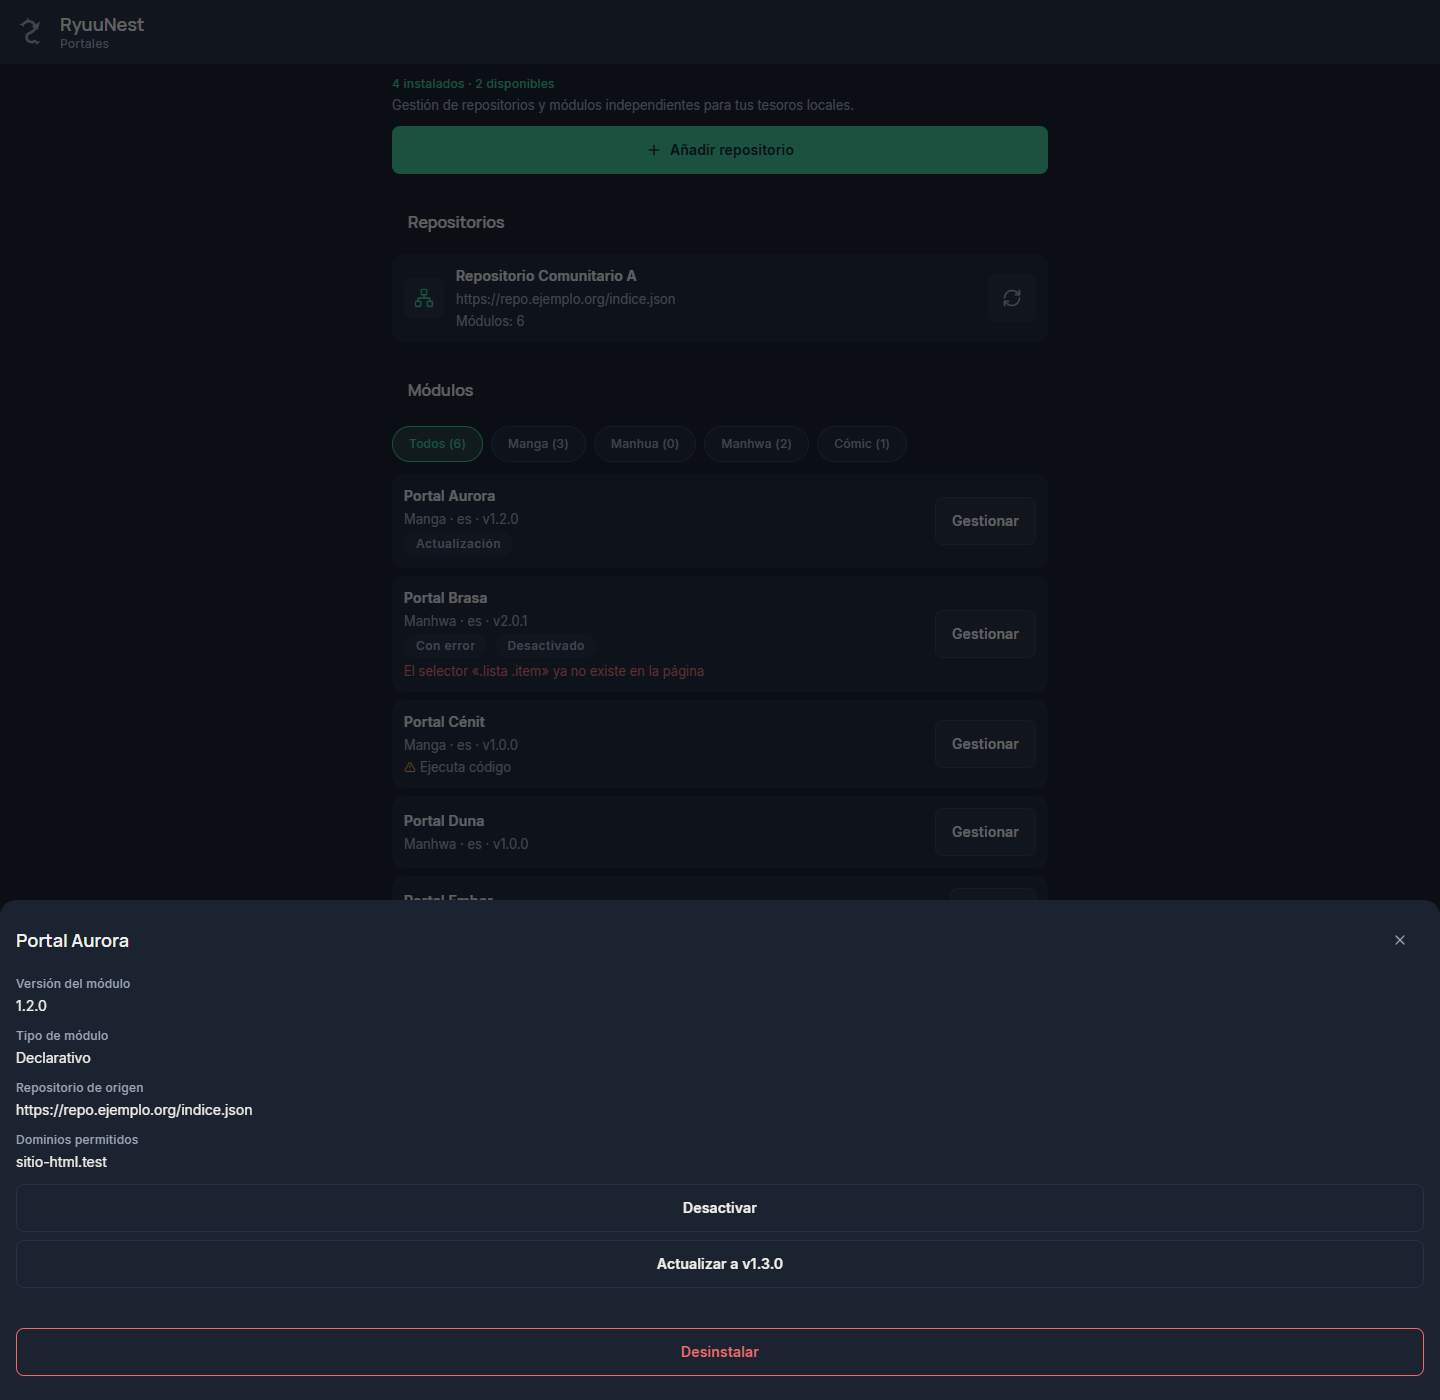 RyuuNest
Portales
4 instalados · 2 disponibles
Gestión de repositorios y módulos independientes para tus tesoros locales.
Añadir repositorio
Repositorios
Repositorio Comunitario A
https://repo.ejemplo.org/indice.json
Módulos: 6
Módulos
Todos (6)
Manga (3)
Manhua (0)
Manhwa (2)
Cómic (1)
Portal Aurora
Manga · es · v1.2.0
Actualización
Gestionar
Portal Brasa
Manhwa · es · v2.0.1
Con error
Desactivado
El selector «.lista .item» ya no existe en la página
Gestionar
Portal Cénit
Manga · es · v1.0.0
Ejecuta código
Gestionar
Portal Duna
Manhwa · es · v1.0.0
Gestionar
Portal Ember
Portal Aurora
Versión del módulo
1.2.0
Tipo de módulo
Declarativo
Repositorio de origen
https://repo.ejemplo.org/indice.json
Dominios permitidos
sitio-html.test
Desactivar
Actualizar a v1.3.0
Desinstalar